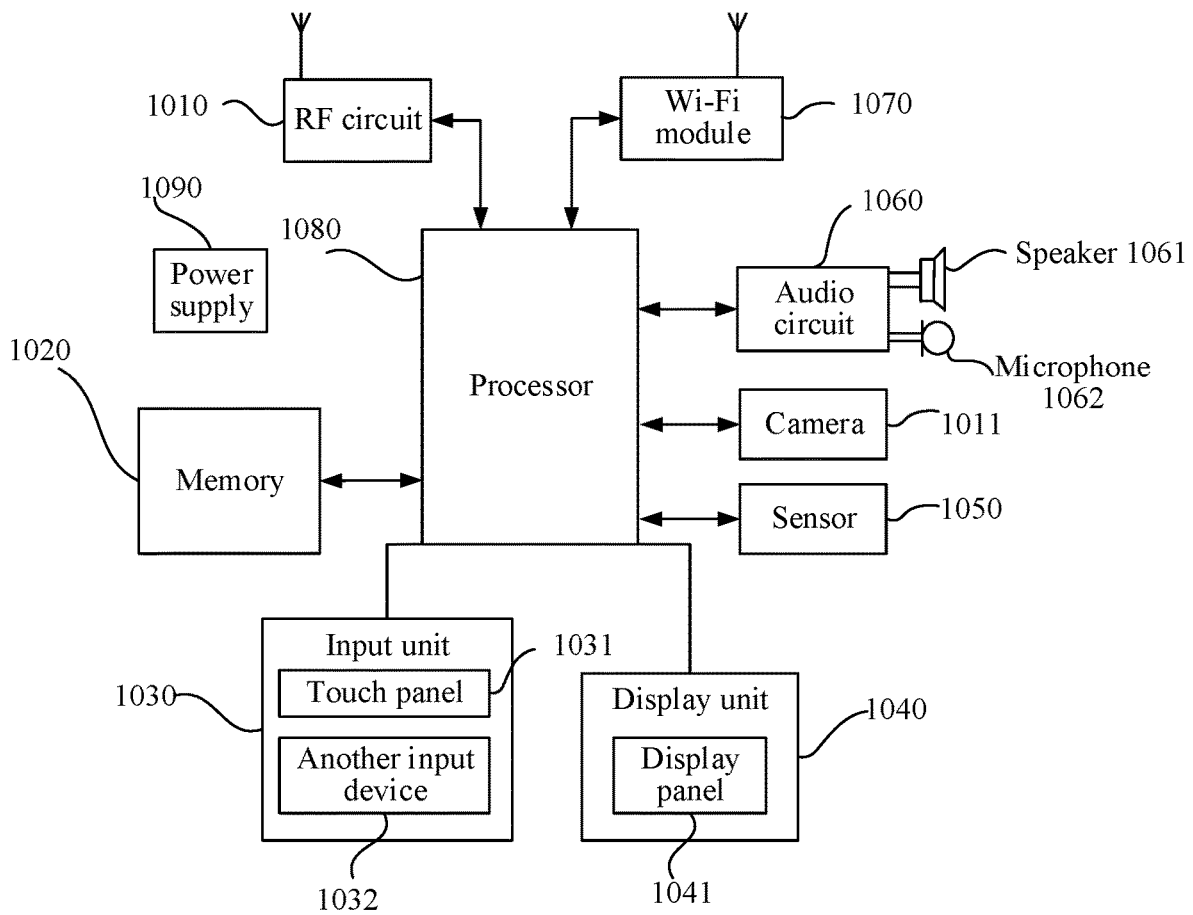 1010
RF circuit
Wi-Fi
module
1070
1090
Power
supply
1080
1060
Audio
circuit
Speaker 1061
Microphone
1062
1020
Memory
Processor
Camera
1011
Sensor
1050
Input unit
1031
Touch panel
1030
Another input
device
1032
Display unit
1040
Display
panel
1041